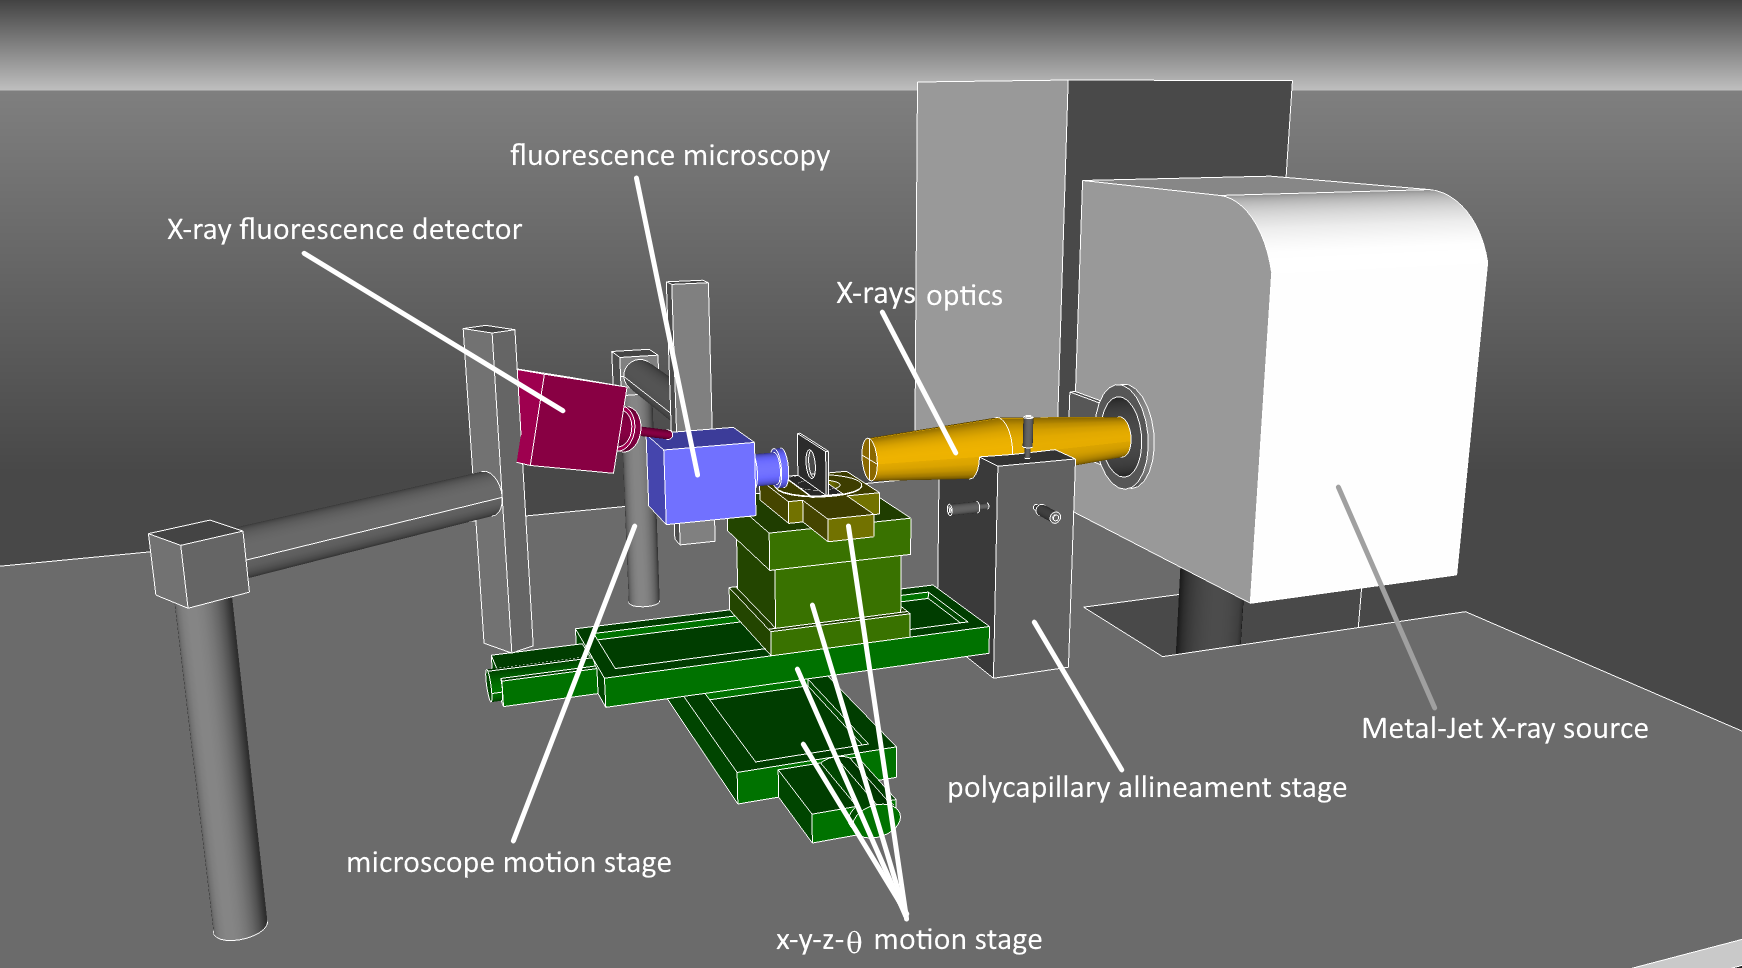 fluorescence microscopy
X-ray fluorescence detector
X-rays optics
Metal-Jet X-ray source
polycapillary allineament stage
microscope motion stage
x-y-z-θ motion stage